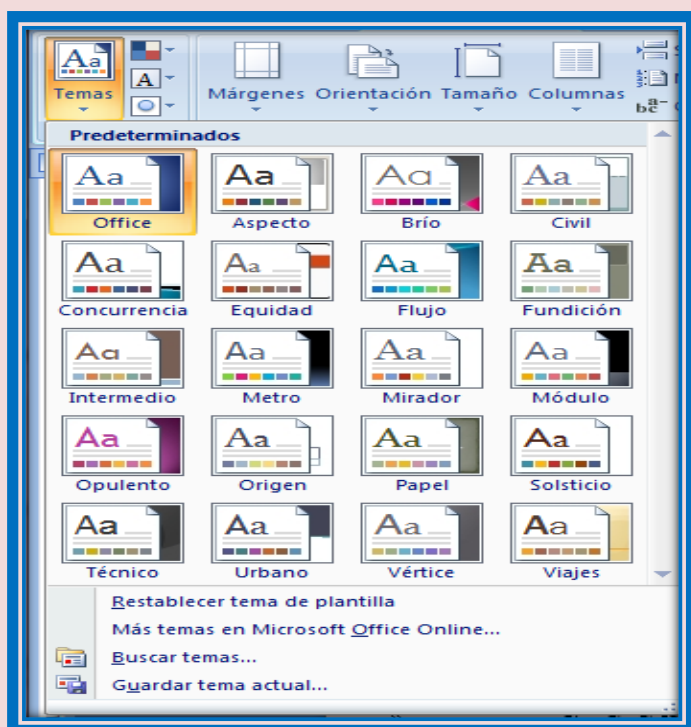 Aa
A
Temas Márgenes Orientación Tamaño Columnas
Predeterminados
Aa Aa Aa Aa
Office Aspecto Brío Civil
Aa Aa Aa Aa
Concurrencia Equidad Flujo Fundición
Aa Aa Aa Aa
Intermedio Metro Mirador Módulo
Aa Aa Aa Aa
Opulento Origen Papel Solsticio
Aa Aa Aa Aa
Técnico Urbano Vértice Viajes
Restablecer tema de plantilla
Más temas en Microsoft Office Online...
Buscar temas...
Guardar tema actual...